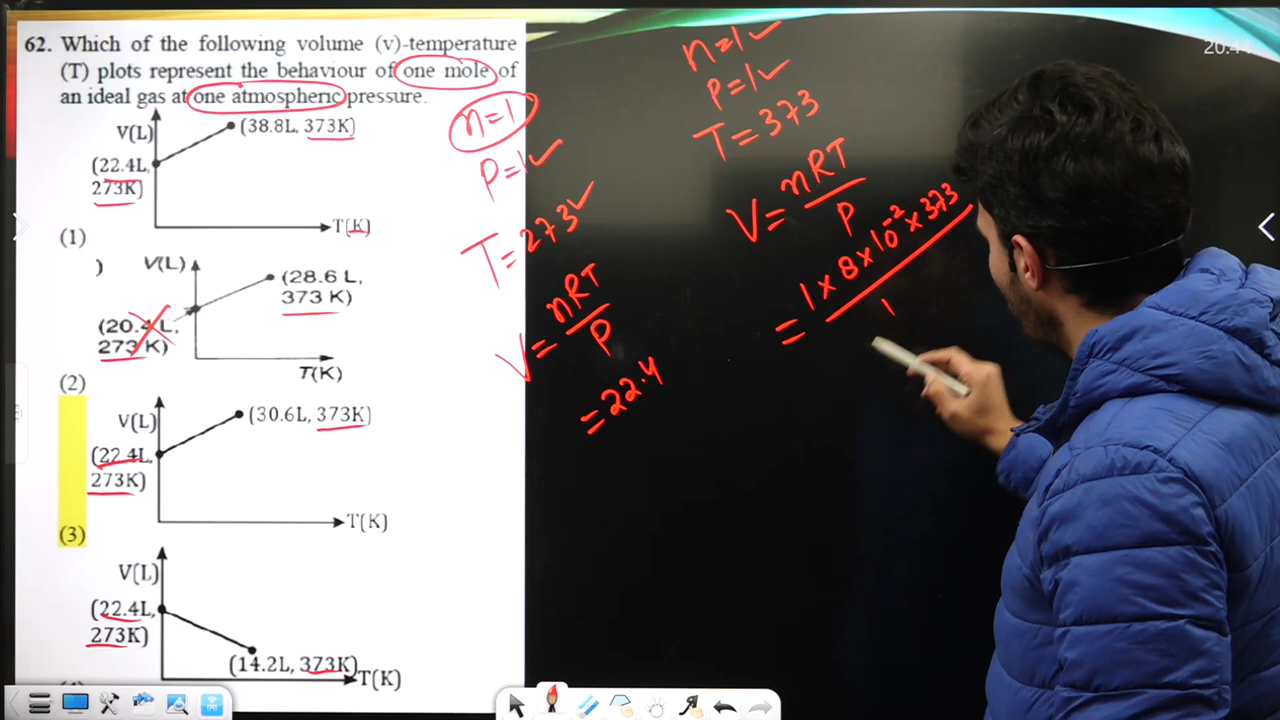 62. Which of the following volume (v)-temperature
(T) plots represent the behaviour of one mole of
an ideal gas at one atmospheric pressure.
V(L)
(38.8L, 373K)
(22.4L,
273K)
T(K)
(1)
)
V(L)
(28.6 L,
373 K)
(20.4 L,
273 K)
T(K)
(2)
V(L)
(30.6L, 373K)
(22.4L,
273K)
T(K)
(3)
V(L)
(22.4L,
273K)
(14.2L, 373K)
T(K)
n=1
P=1✓
T=273✓
V=nRT/P
=22.4
n=1✓
P=1✓
T=373
V=nRT/P
=1×8×10⁻²×373/1